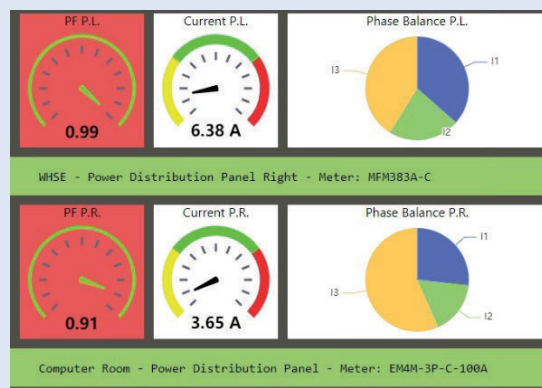 PF P.L.
Current P.L.
Phase Balance P.L.
0.99
6.38 A
I3
I1
I2
WHSE - Power Distribution Panel Right - Meter: MFM383A-C
PF P.R.
Current P.R.
Phase Balance P.R.
0.91
3.65 A
I1
I3
I2
Computer Room - Power Distribution Panel - Meter: EM4M-3P-C-100A